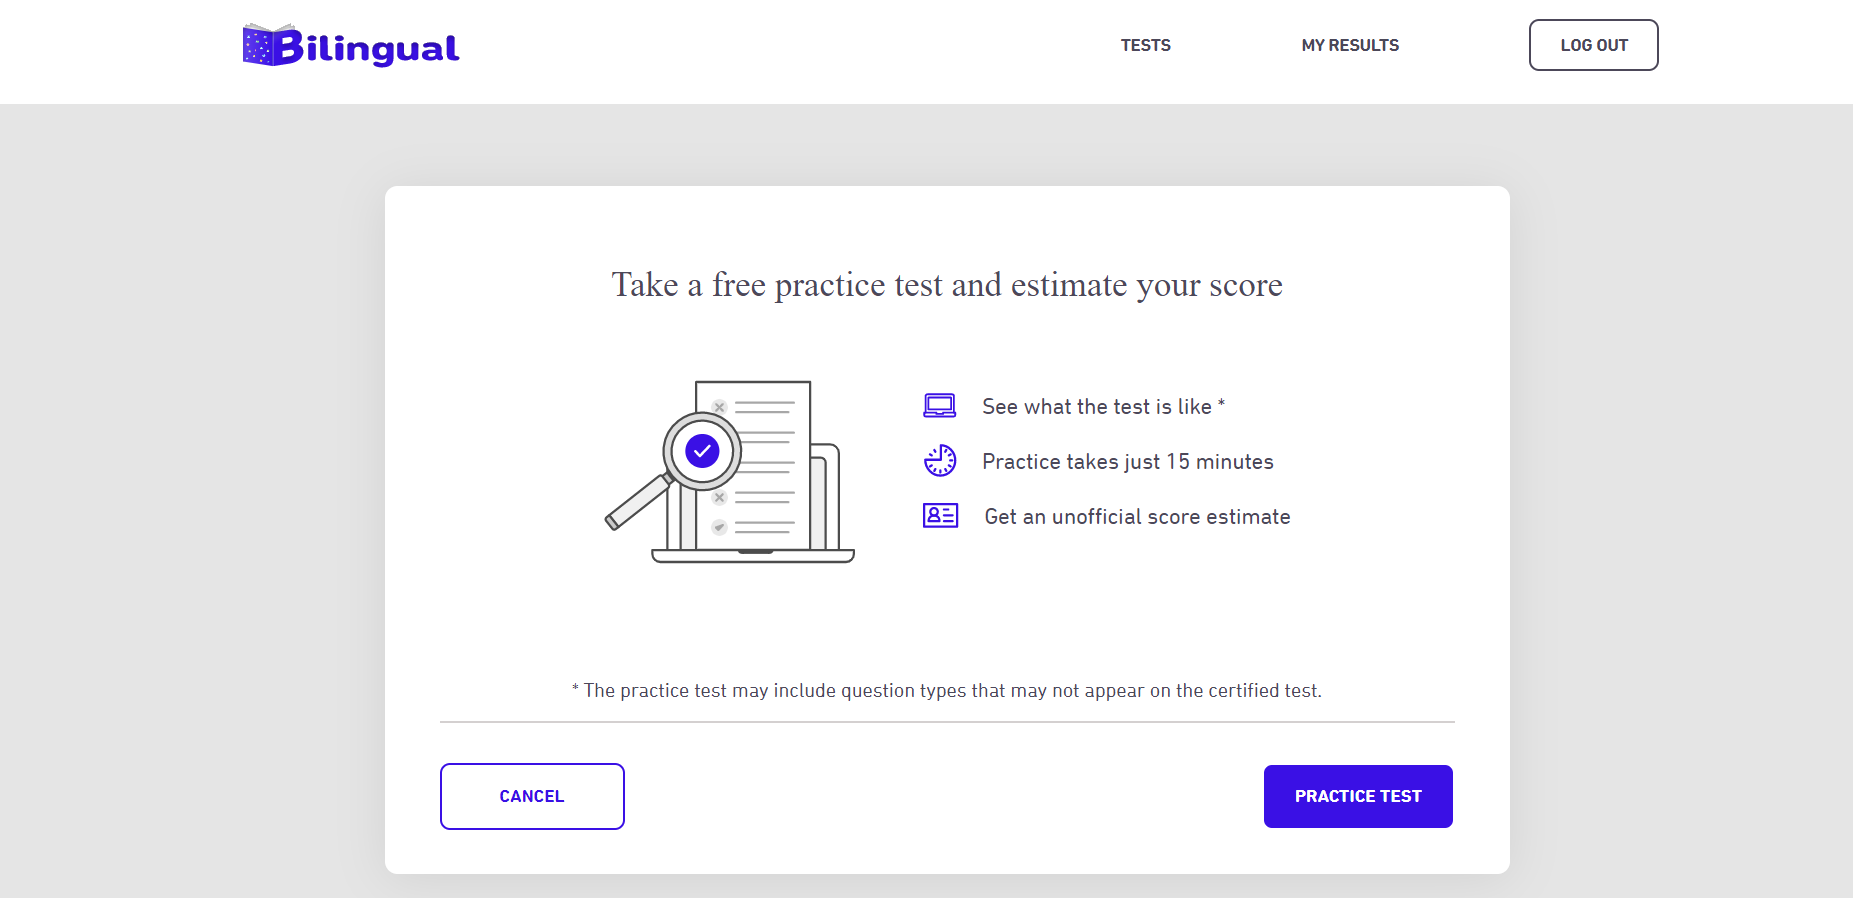 Bilingual
TESTS
MY RESULTS
LOG OUT
Take a free practice test and estimate your score
See what the test is like *
Practice takes just 15 minutes
Get an unofficial score estimate
* The practice test may include question types that may not appear on the certified test.
CANCEL
PRACTICE TEST